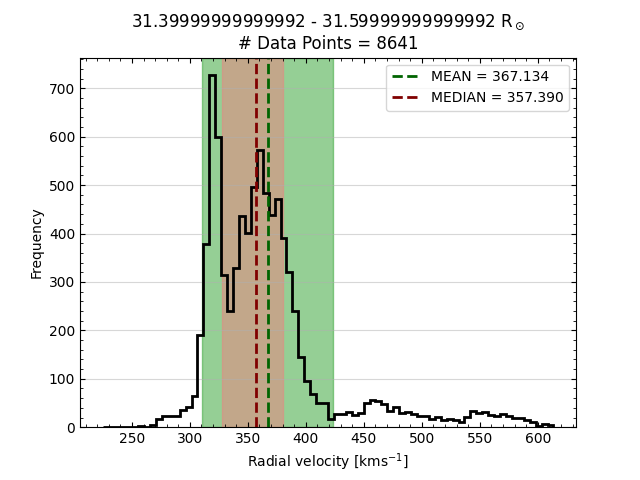 31.39999999999992 - 31.59999999999992 R⊙
# Data Points = 8641
MEAN = 367.134
MEDIAN = 357.390
700
600
500
400
300
200
100
0
Frequency
250 300 350 400 450 500 550 600
Radial velocity [kms⁻¹]